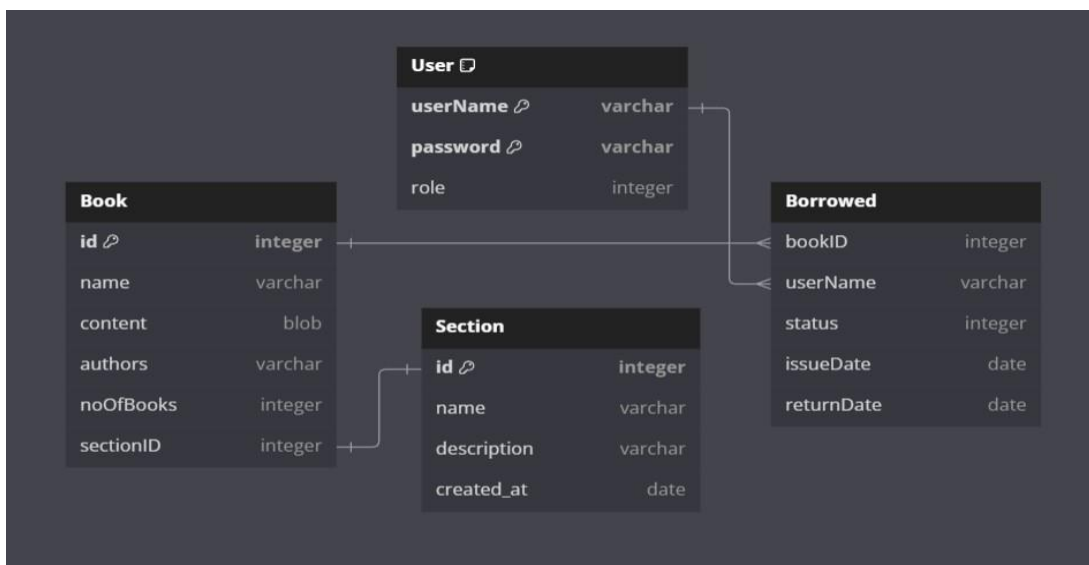 User
userName varchar
password varchar
role integer
Book
id integer
name varchar
content blob
authors varchar
noOfBooks integer
sectionID integer
Section
id integer
name varchar
description varchar
created_at date
Borrowed
bookID integer
userName varchar
status integer
issueDate date
returnDate date